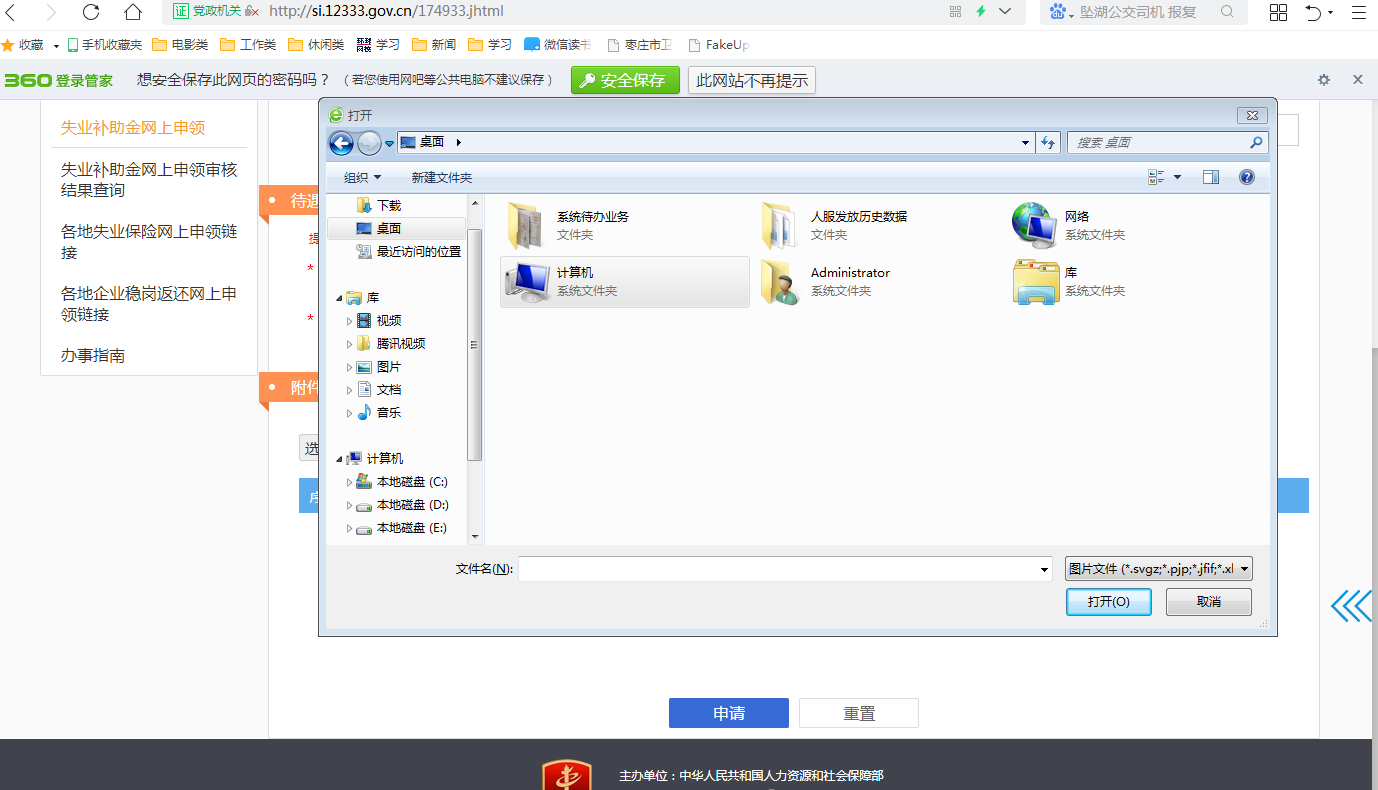 证 党政机关 http://si.12333.gov.cn/174933.jhtml 坠湖公交司机 报复
收藏 手机收藏夹 电影类 工作类 休闲类 学习 新闻 学习 微信读书 枣庄市卫 FakeUp
360 登录管家 想安全保存此网页的密码吗？ （若您使用网吧等公共电脑不建议保存） 安全保存 此网站不再提示
失业补助金网上申领
失业补助金网上申领审核
结果查询
各地失业保险网上申领链
接
各地企业稳岗返还网上申
领链接
办事指南
待遇
提
*
*
附件
选
序
打开
桌面 搜索 桌面
组织 新建文件夹
下载
桌面
最近访问的位置
库
视频
腾讯视频
图片
文档
音乐
计算机
本地磁盘 (C:)
本地磁盘 (D:)
本地磁盘 (E:)
系统待办业务
文件夹
人服发放历史数据
文件夹
网络
系统文件夹
计算机
系统文件夹
Administrator
系统文件夹
库
系统文件夹
文件名(N): 图片文件 (*.svgz;*.pjp;*.jfif;*.xl
打开(O) 取消
申请 重置
主办单位：中华人民共和国人力资源和社会保障部